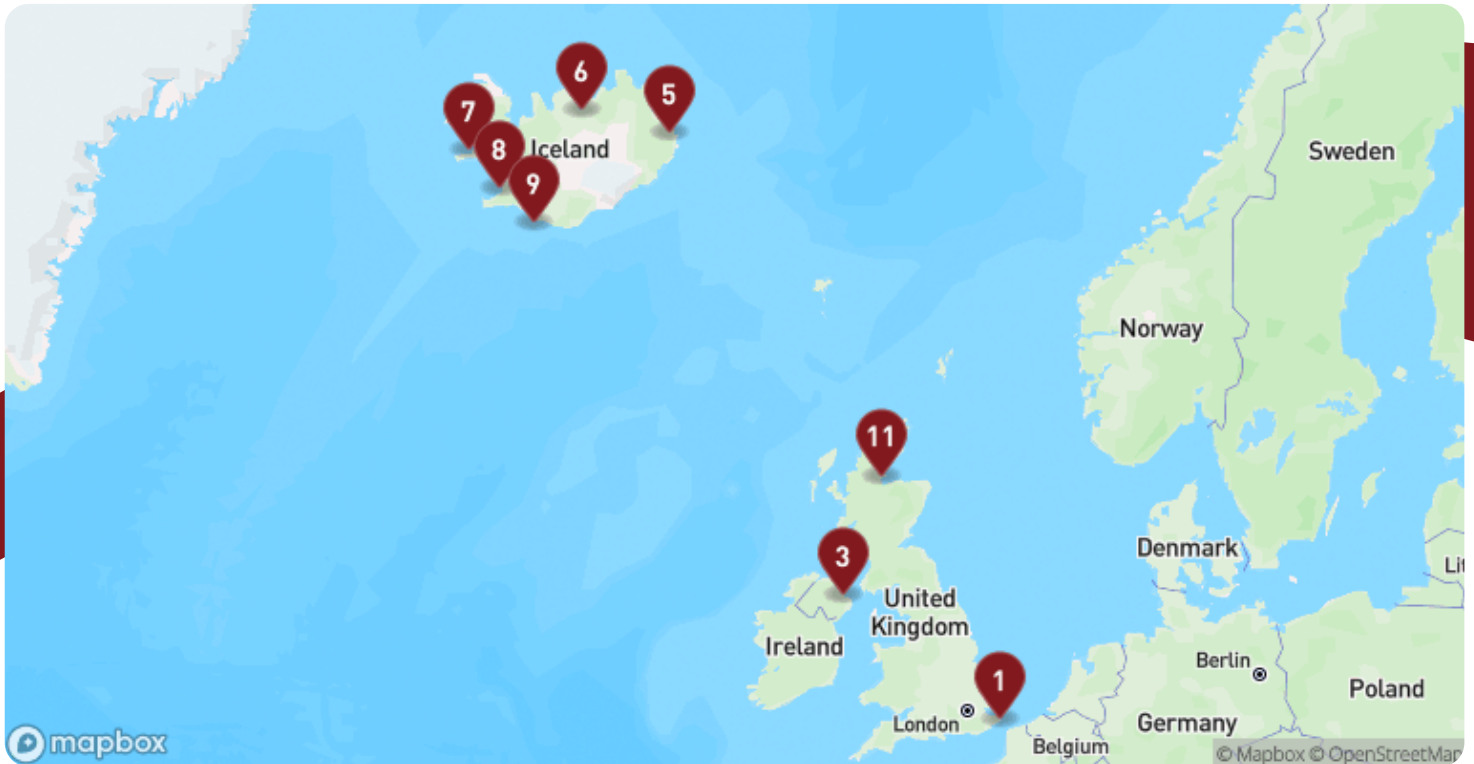 6
5
7
8
Iceland
9
Sweden
Norway
11
3
Denmark
Lit
United
Kingdom
Ireland
1
Berlin
Poland
London
Germany
Belgium
mapbox
© Mapbox © OpenStreetMap